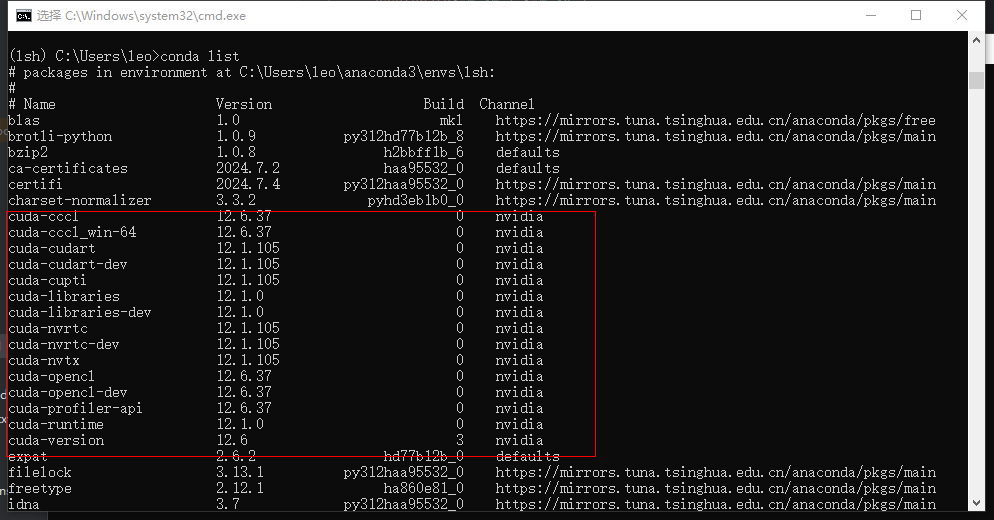 选择 C:\Windows\system32\cmd.exe
(lsh) C:\Users\leo>conda list
# packages in environment at C:\Users\leo\anaconda3\envs\lsh:
#
# Name Version Build Channel
blas 1.0 mkl https://mirrors.tuna.tsinghua.edu.cn/anaconda/pkgs/free
brotli-python 1.0.9 py312hd77b12b_8 https://mirrors.tuna.tsinghua.edu.cn/anaconda/pkgs/main
bzip2 1.0.8 h2bbff1b_6 defaults
ca-certificates 2024.7.2 haa95532_0 defaults
certifi 2024.7.4 py312haa95532_0 https://mirrors.tuna.tsinghua.edu.cn/anaconda/pkgs/main
charset-normalizer 3.3.2 pyhd3eb1b0_0 https://mirrors.tuna.tsinghua.edu.cn/anaconda/pkgs/main
cuda-cccl 12.6.37 0 nvidia
cuda-cccl_win-64 12.6.37 0 nvidia
cuda-cudart 12.1.105 0 nvidia
cuda-cudart-dev 12.1.105 0 nvidia
cuda-cupti 12.1.105 0 nvidia
cuda-libraries 12.1.0 0 nvidia
cuda-libraries-dev 12.1.0 0 nvidia
cuda-nvrtc 12.1.105 0 nvidia
cuda-nvrtc-dev 12.1.105 0 nvidia
cuda-nvtx 12.1.105 0 nvidia
cuda-opencl 12.6.37 0 nvidia
cuda-opencl-dev 12.6.37 0 nvidia
cuda-profiler-api 12.6.37 0 nvidia
cuda-runtime 12.1.0 0 nvidia
cuda-version 12.6 3 nvidia
expat 2.6.2 hd77b12b_0 defaults
filelock 3.13.1 py312haa95532_0 https://mirrors.tuna.tsinghua.edu.cn/anaconda/pkgs/main
freetype 2.12.1 ha860e81_0 https://mirrors.tuna.tsinghua.edu.cn/anaconda/pkgs/main
idna 3.7 py312haa95532_0 https://mirrors.tuna.tsinghua.edu.cn/anaconda/pkgs/main